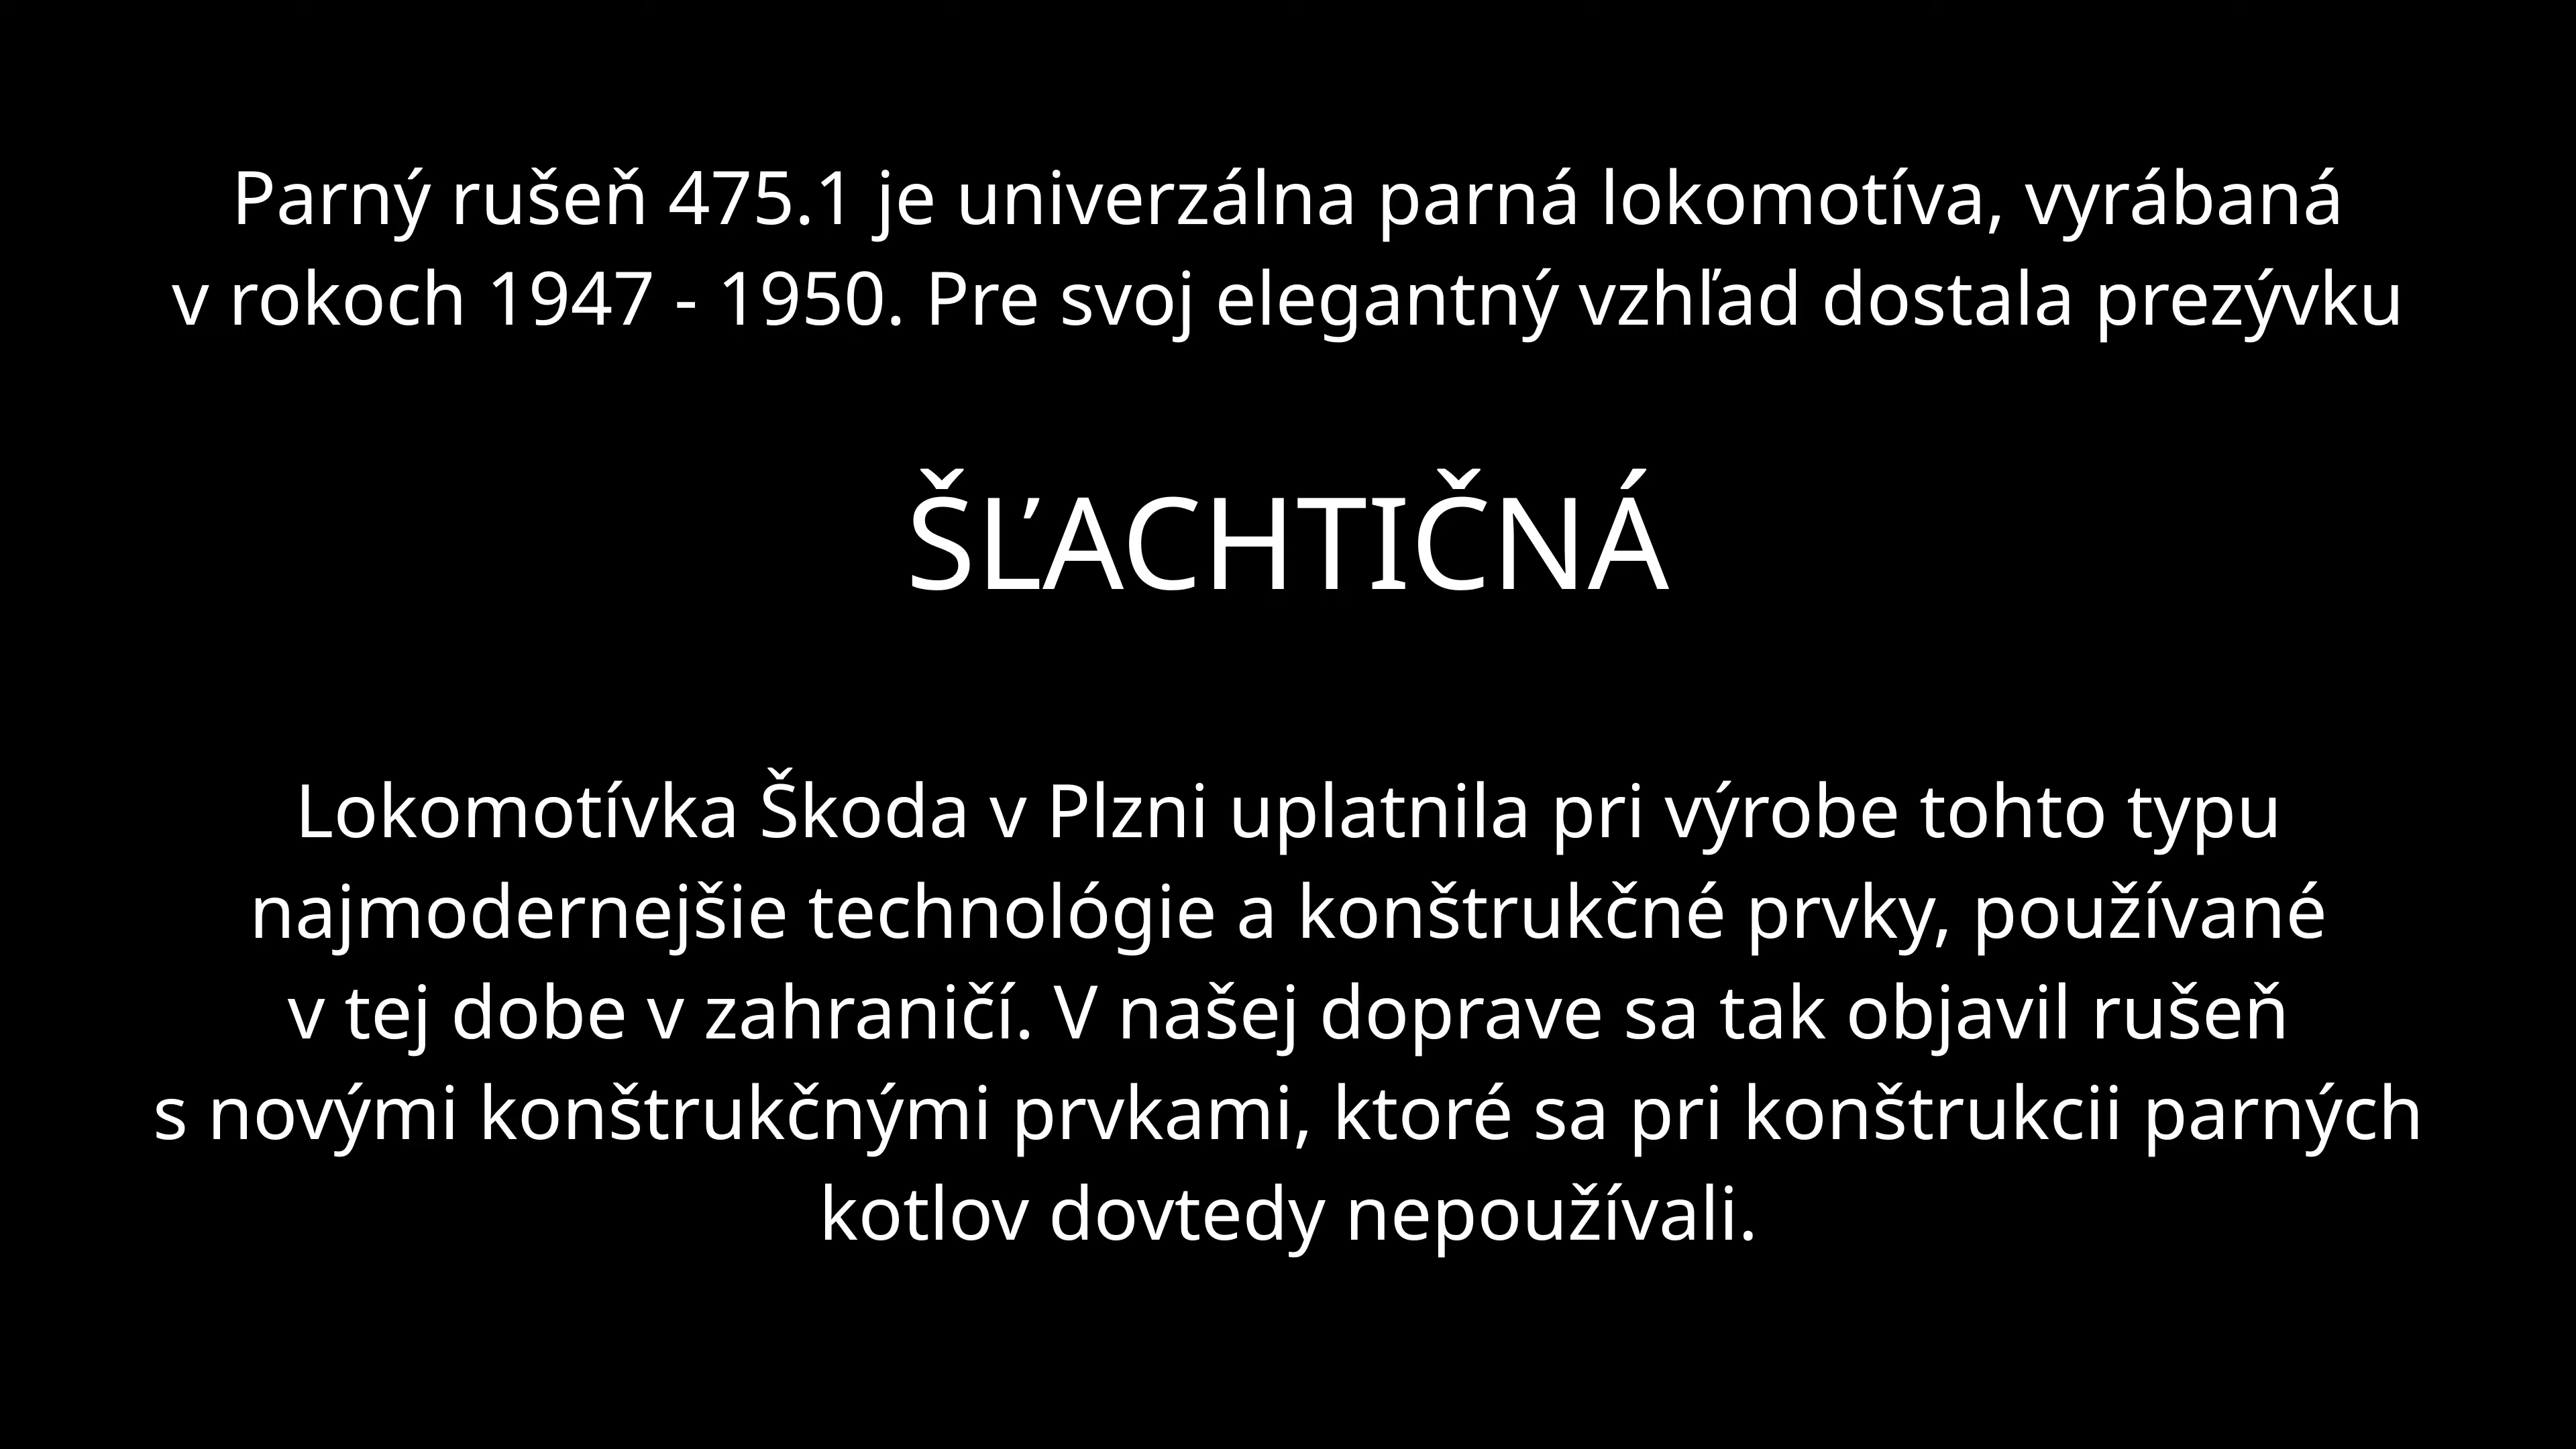 Parný rušeň 475.1 je univerzálna parná lokomotíva, vyrábaná
v rokoch 1947 - 1950. Pre svoj elegantný vzhľad dostala prezývku
ŠĽACHTIČNÁ
Lokomotívka Škoda v Plzni uplatnila pri výrobe tohto typu
najmodernejšie technológie a konštrukčné prvky, používané
v tej dobe v zahraničí. V našej doprave sa tak objavil rušeň
s novými konštrukčnými prvkami, ktoré sa pri konštrukcii parných
kotlov dovtedy nepoužívali.